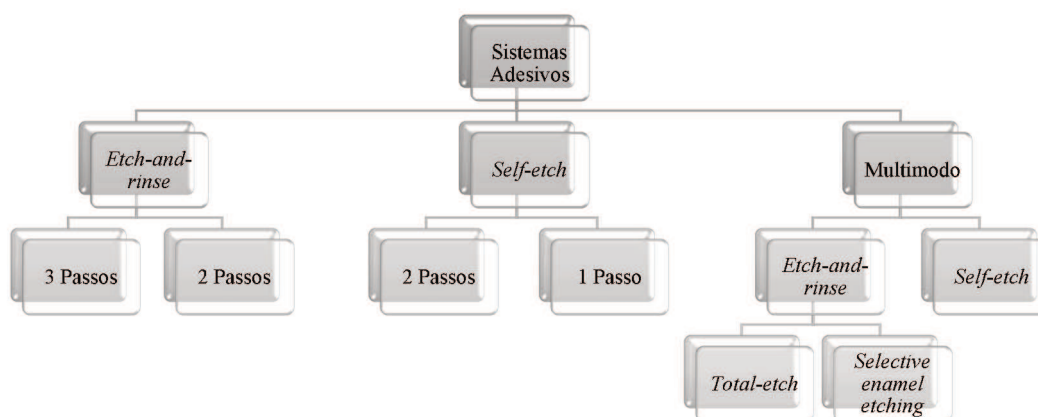 Sistemas
Adesivos
Etch-and-
rinse
Self-etch
Multimodo
3 Passos
2 Passos
2 Passos
1 Passo
Etch-and-
rinse
Self-etch
Total-etch
Selective
enamel
etching